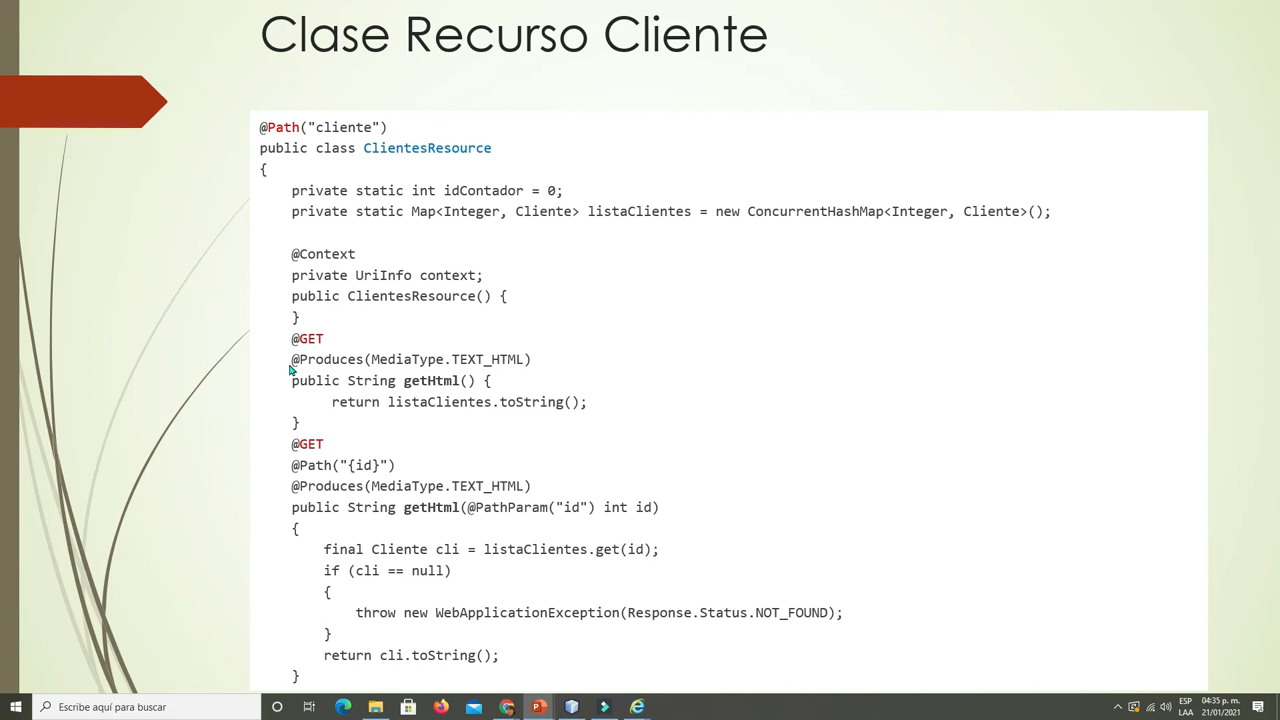 Clase Recurso Cliente
@Path("cliente")
public class ClientesResource
{
private static int idContador = 0;
private static Map<Integer, Cliente> listaClientes = new ConcurrentHashMap<Integer, Cliente>();
@Context
private UriInfo context;
public ClientesResource() {
}
@GET
@Produces(MediaType.TEXT_HTML)
public String getHtml() {
return listaClientes.toString();
}
@GET
@Path("{id}")
@Produces(MediaType.TEXT_HTML)
public String getHtml(@PathParam("id") int id)
{
final Cliente cli = listaClientes.get(id);
if (cli == null)
{
throw new WebApplicationException(Response.Status.NOT_FOUND);
}
return cli.toString();
}
Escribe aquí para buscar
ESP 04:35 p. m.
LAA 21/01/2021